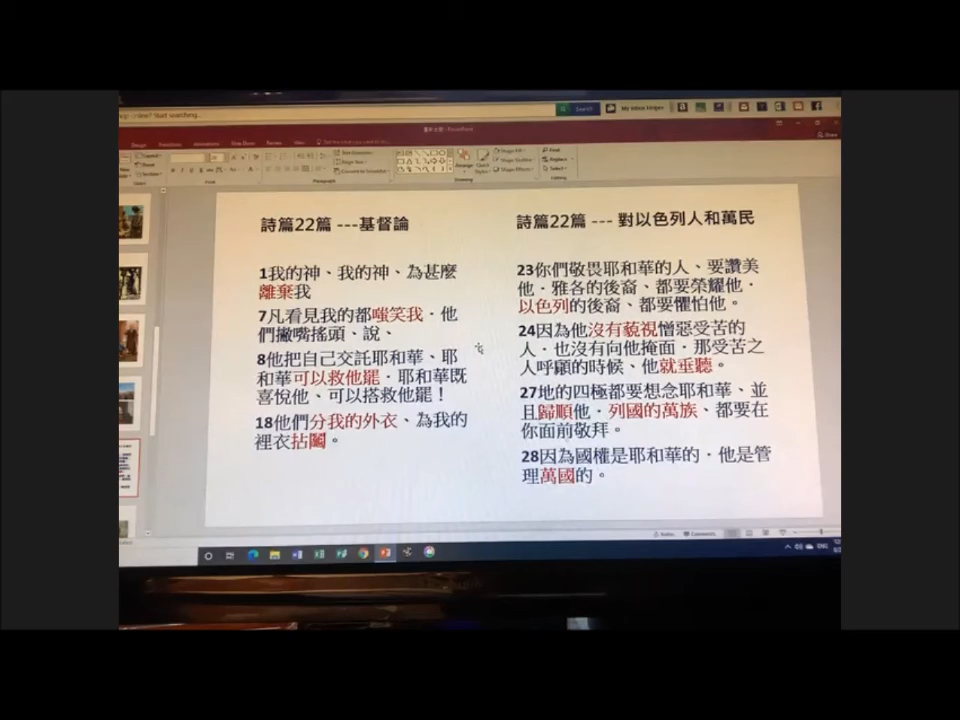 Start searching...
Search
詩篇22篇 ---基督論
1我的神、我的神、為甚麼
離棄我
7凡看見我的都嗤笑我．他
們撇嘴搖頭、說、
8他把自己交託耶和華、耶
和華可以救他罷．耶和華既
喜悅他、可以搭救他罷！
18他們分我的外衣、為我的
裡衣拈鬮。
詩篇22篇 --- 對以色列人和萬民
23你們敬畏耶和華的人、要讚美
他．雅各的後裔、都要榮耀他．
以色列的後裔、都要懼怕他。
24因為他沒有藐視憎惡受苦的
人．也沒有向他掩面．那受苦之
人呼籲的時候、他就垂聽。
27地的四極都要想念耶和華、並
且歸順他．列國的萬族、都要在
你面前敬拜。
28因為國權是耶和華的．他是管
理萬國的。